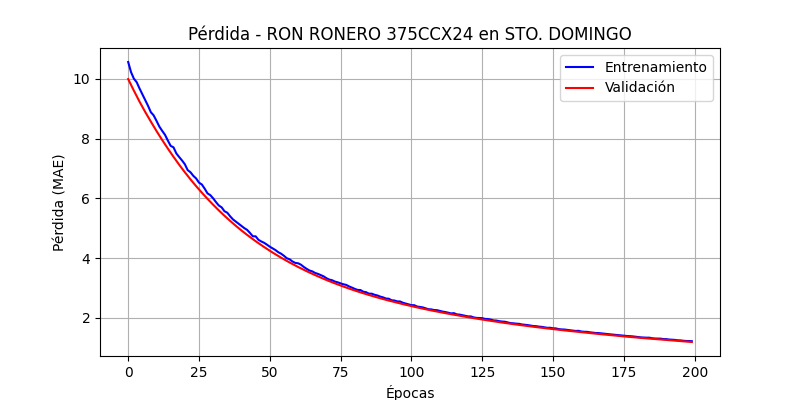 Pérdida - RON RONERO 375CCX24 en STO. DOMINGO
Entrenamiento
Validación
Pérdida (MAE)
10
8
6
4
2
0 25 50 75 100 125 150 175 200
Épocas